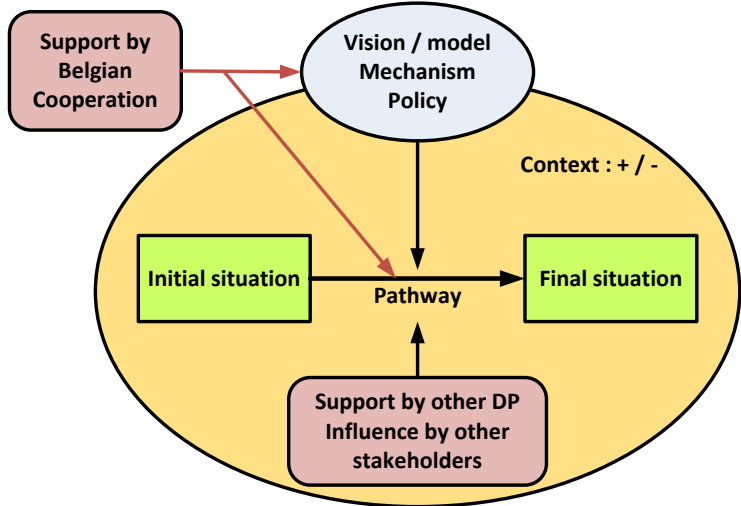 Support by
Belgian
Cooperation
Vision / model
Mechanism
Policy
Context : + / -
Initial situation
Pathway
Final situation
Support by other DP
Influence by other
stakeholders